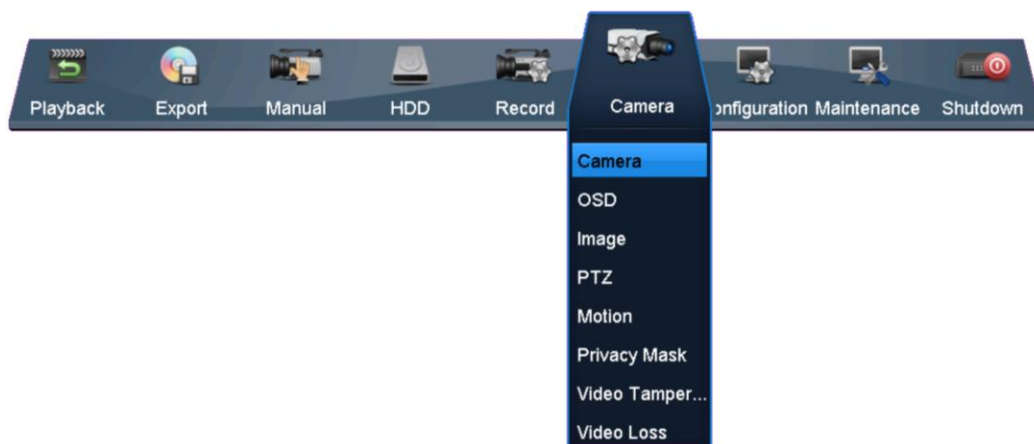 Playback Export Manual HDD Record Camera onfiguration Maintenance Shutdown
Camera
OSD
Image
PTZ
Motion
Privacy Mask
Video Tamper...
Video Loss